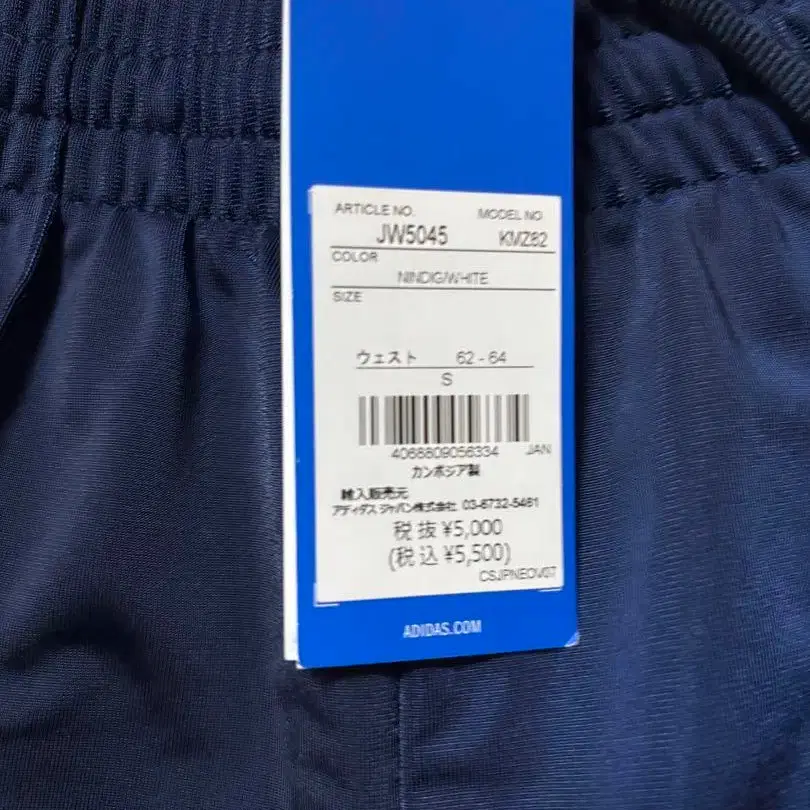 ARTICLE NO. MODEL NO
JW5045 KMZ82
COLOR
NINDIG/WHITE
SIZE
ウェスト 62 - 64
S
4068809056334 JAN
カンボジア製
輸入販売元
アディダス ジャパン株式会社 03-6732-5461
税 抜 ¥5,000
(税 込 ¥5,500)
CSJPNEOV07
ADIDAS.COM